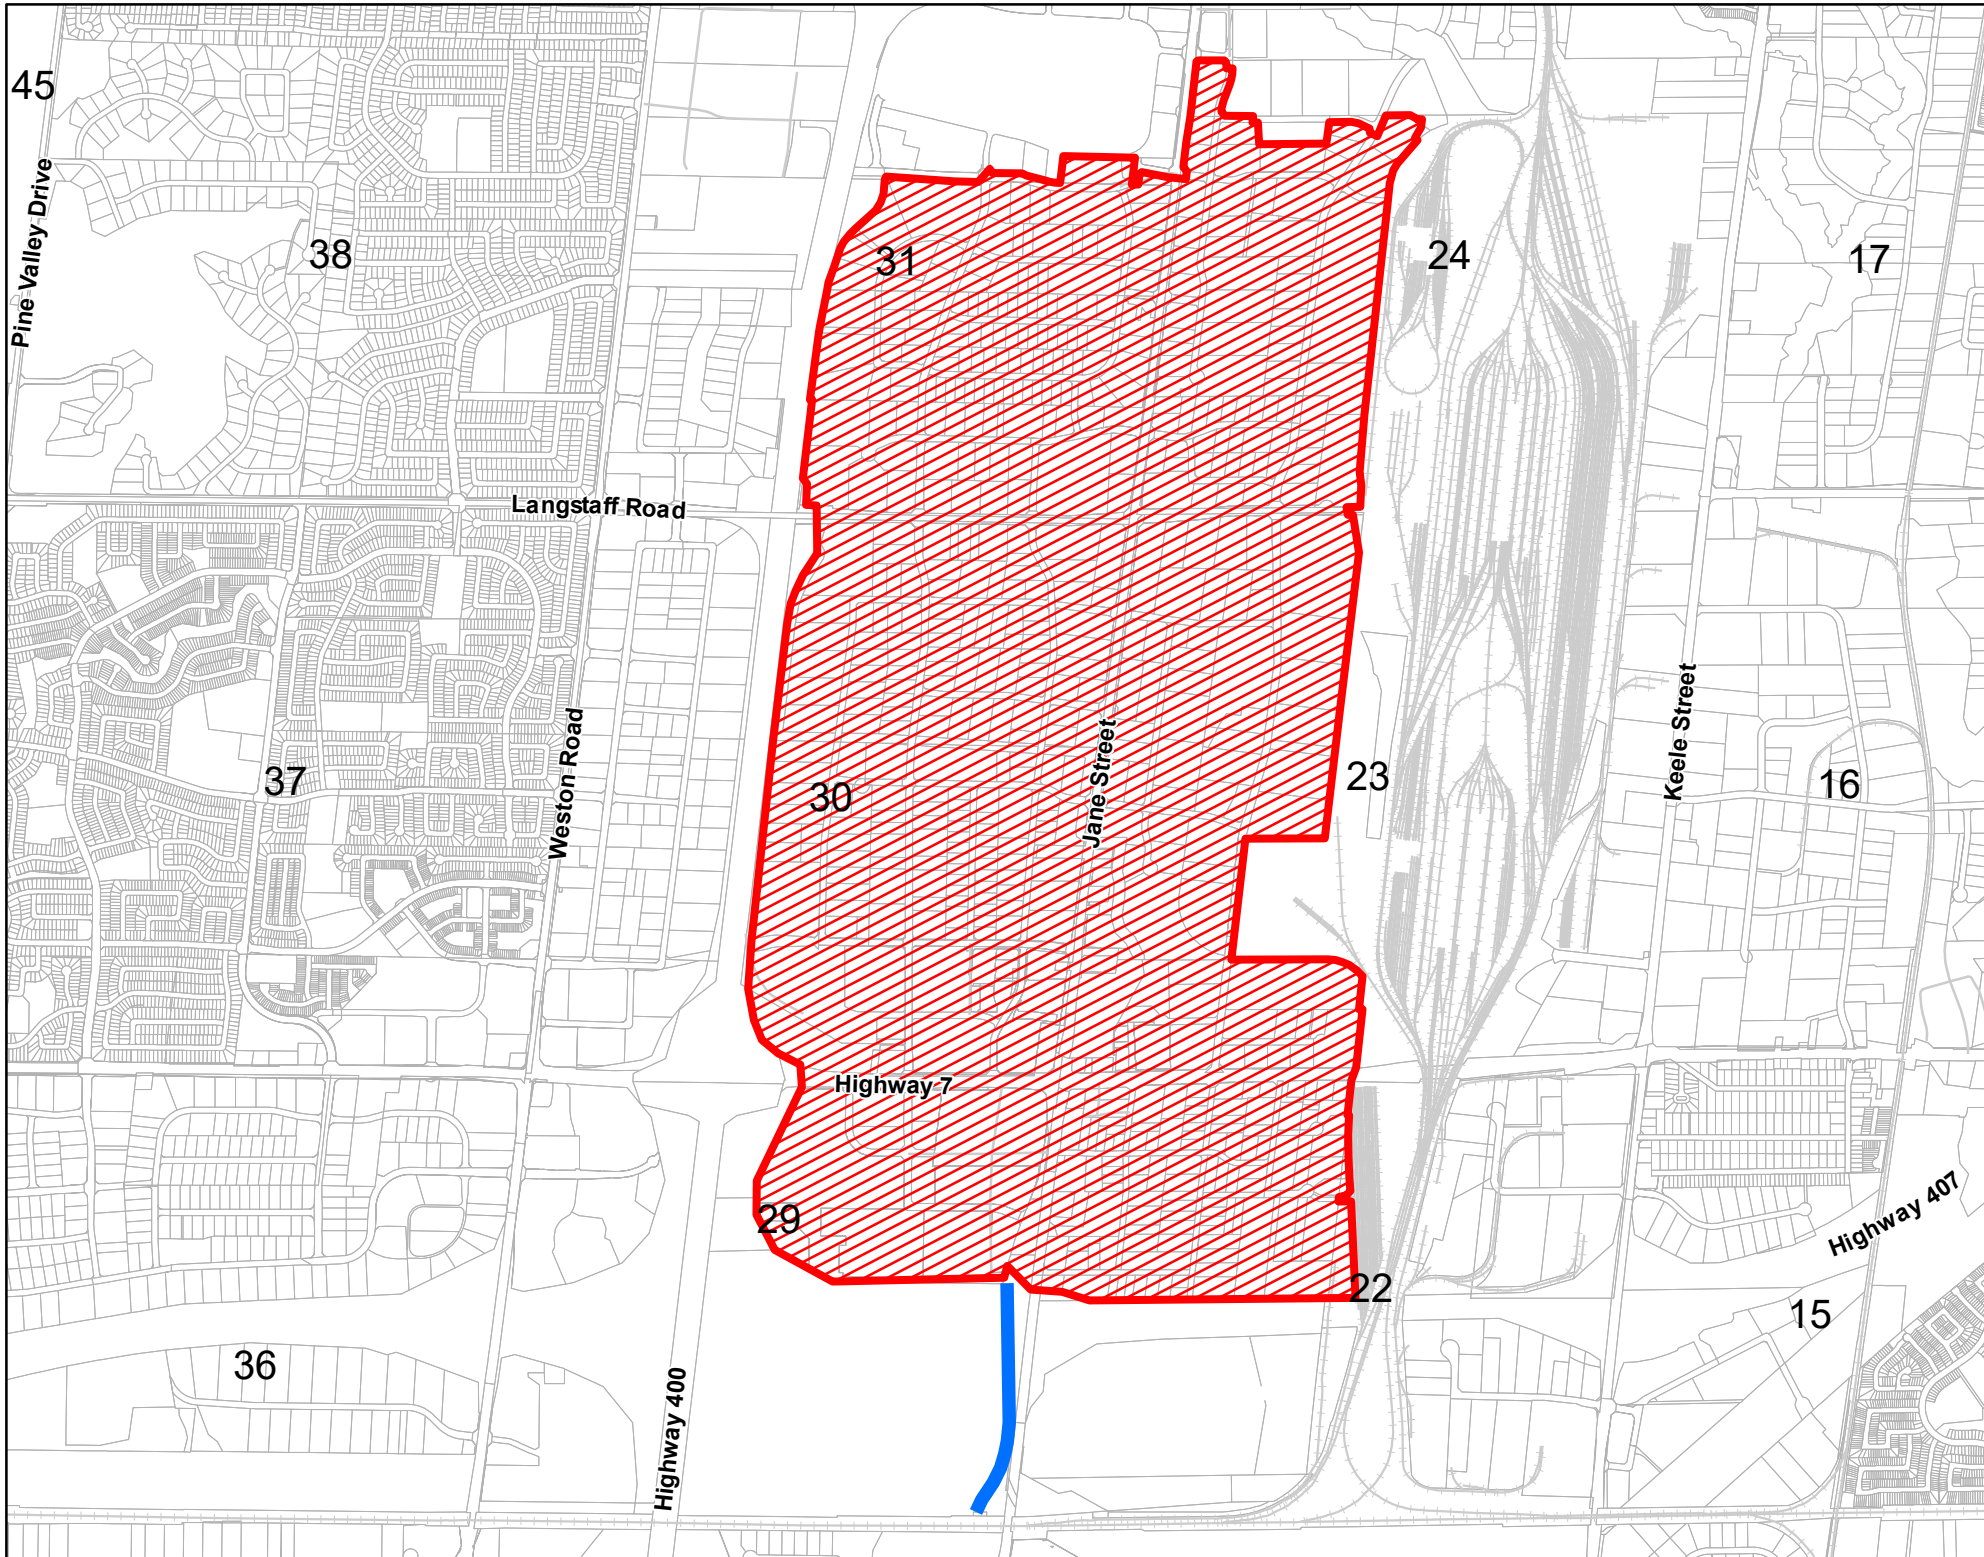 45
Pine Valley Drive
38
31
24
17
Langstaff Road
37
Weston Road
30
Jane Street
23
Keele Street
16
Highway 7
29
22
Highway 407
15
36
Highway 400